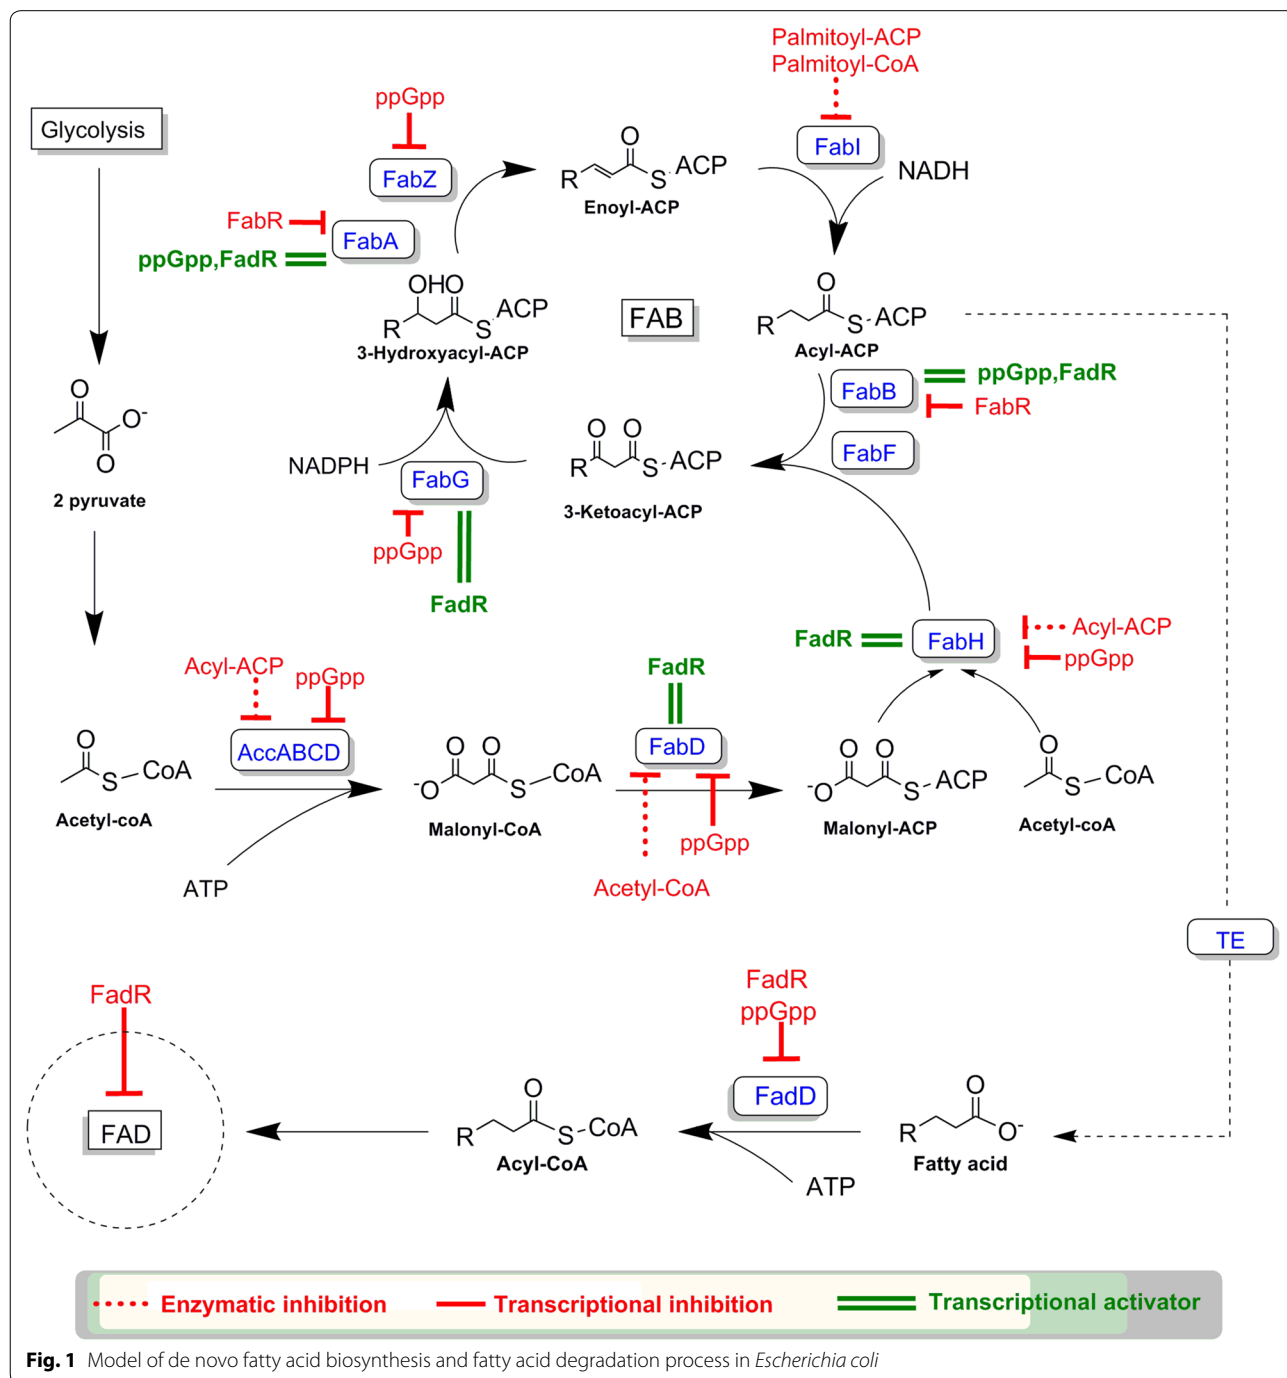 Palmitoyl-ACP
Palmitoyl-CoA
ppGpp
Glycolysis
FabI
FabZ
O
R
S
ACP
NADH
Enoyl-ACP
FabR
FabA
ppGpp,FadR
OH
O
R
S
ACP
3-Hydroxyacyl-ACP
FAB
O
R
S
ACP
Acyl-ACP
FabB
ppGpp,FadR
FabR
FabF
O
O-
O
2 pyruvate
NADPH
FabG
ppGpp
FadR
O
O
R
S
ACP
3-Ketoacyl-ACP
FadR
FabH
Acyl-ACP
ppGpp
Acyl-ACP
ppGpp
AccABCD
FadR
FabD
O
S
CoA
Acetyl-coA
ATP
O
O
-O
S
CoA
Malonyl-CoA
ppGpp
Acetyl-CoA
O
O
-O
S
ACP
Malonyl-ACP
O
S
CoA
Acetyl-coA
TE
FadR
FAD
FadR
ppGpp
FadD
O
R
S
CoA
Acyl-CoA
ATP
O
R
O-
Fatty acid
Enzymatic inhibition
Transcriptional inhibition
Transcriptional activator
Fig. 1 Model of de novo fatty acid biosynthesis and fatty acid degradation process in Escherichia coli